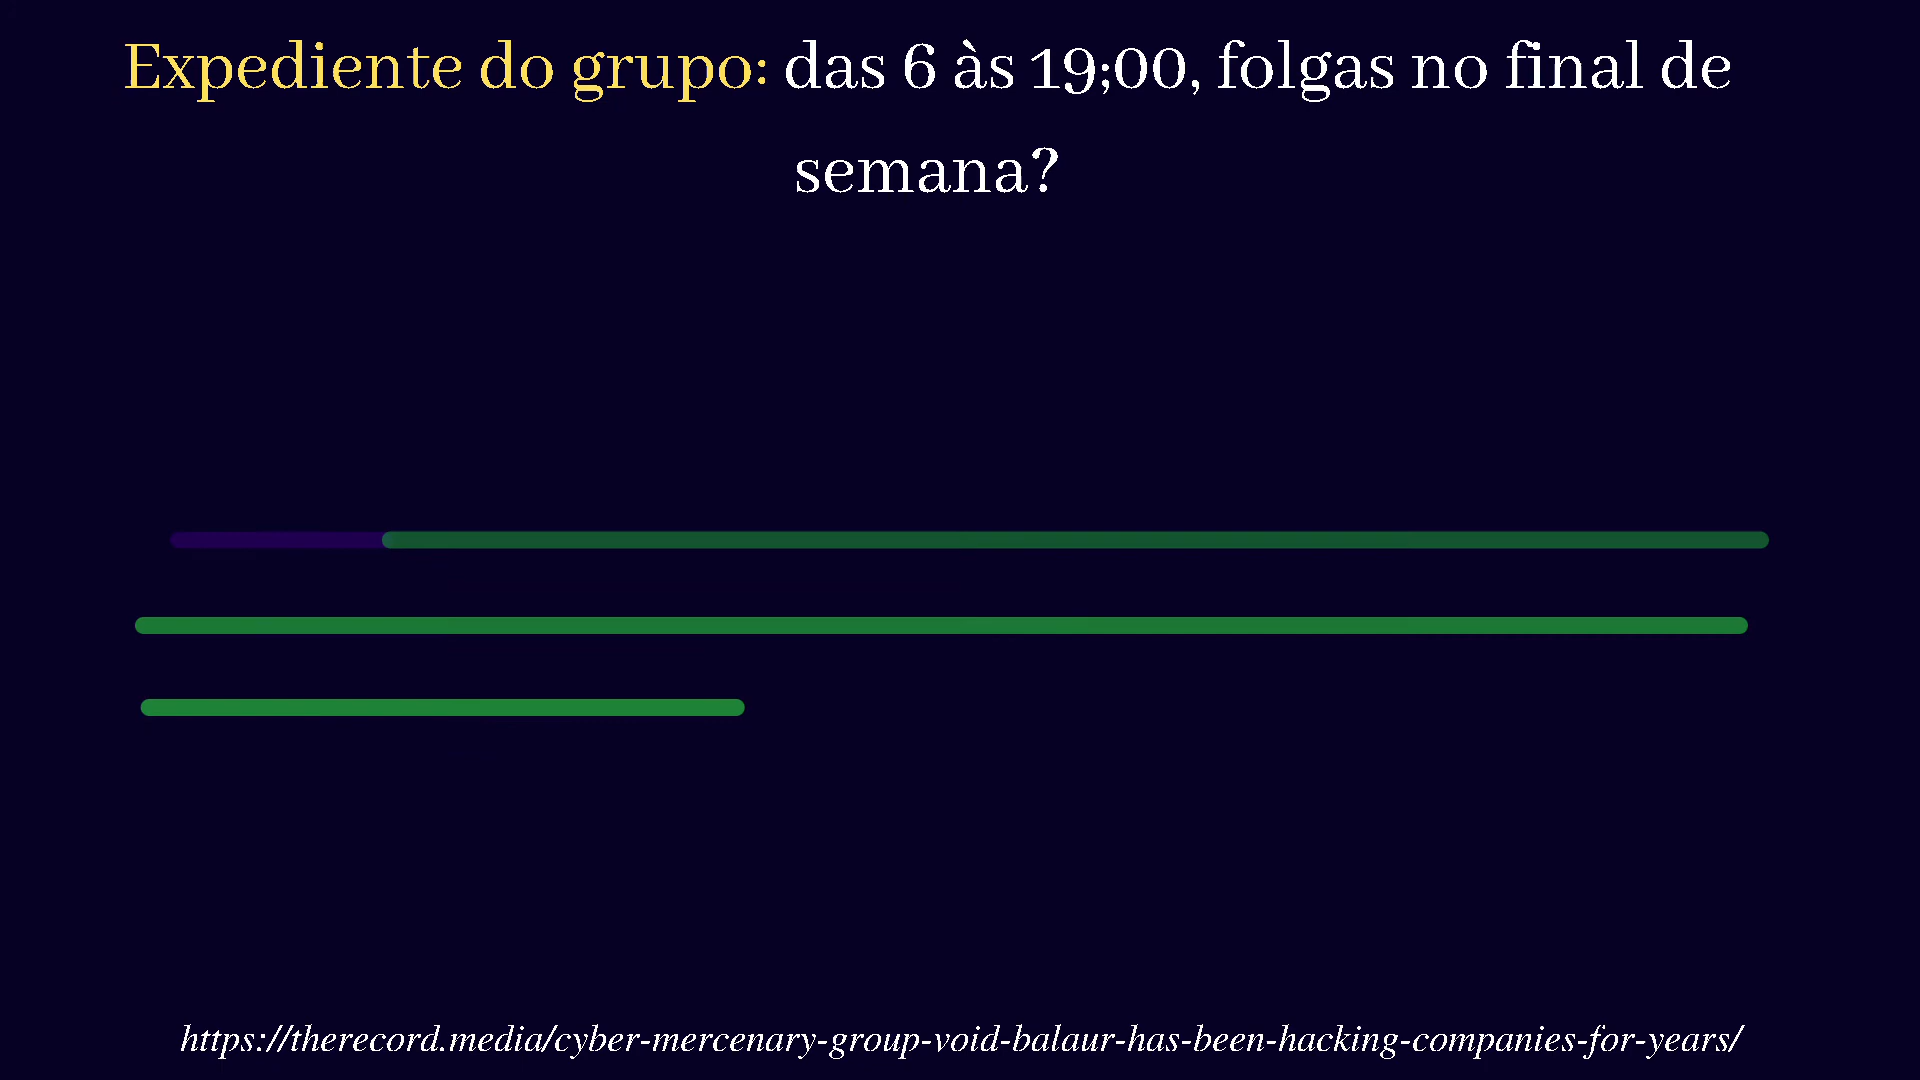 Expediente do grupo: das 6 às 19;00, folgas no final de
semana?
https://therecord.media/cyber-mercenary-group-void-balaur-has-been-hacking-companies-for-years/